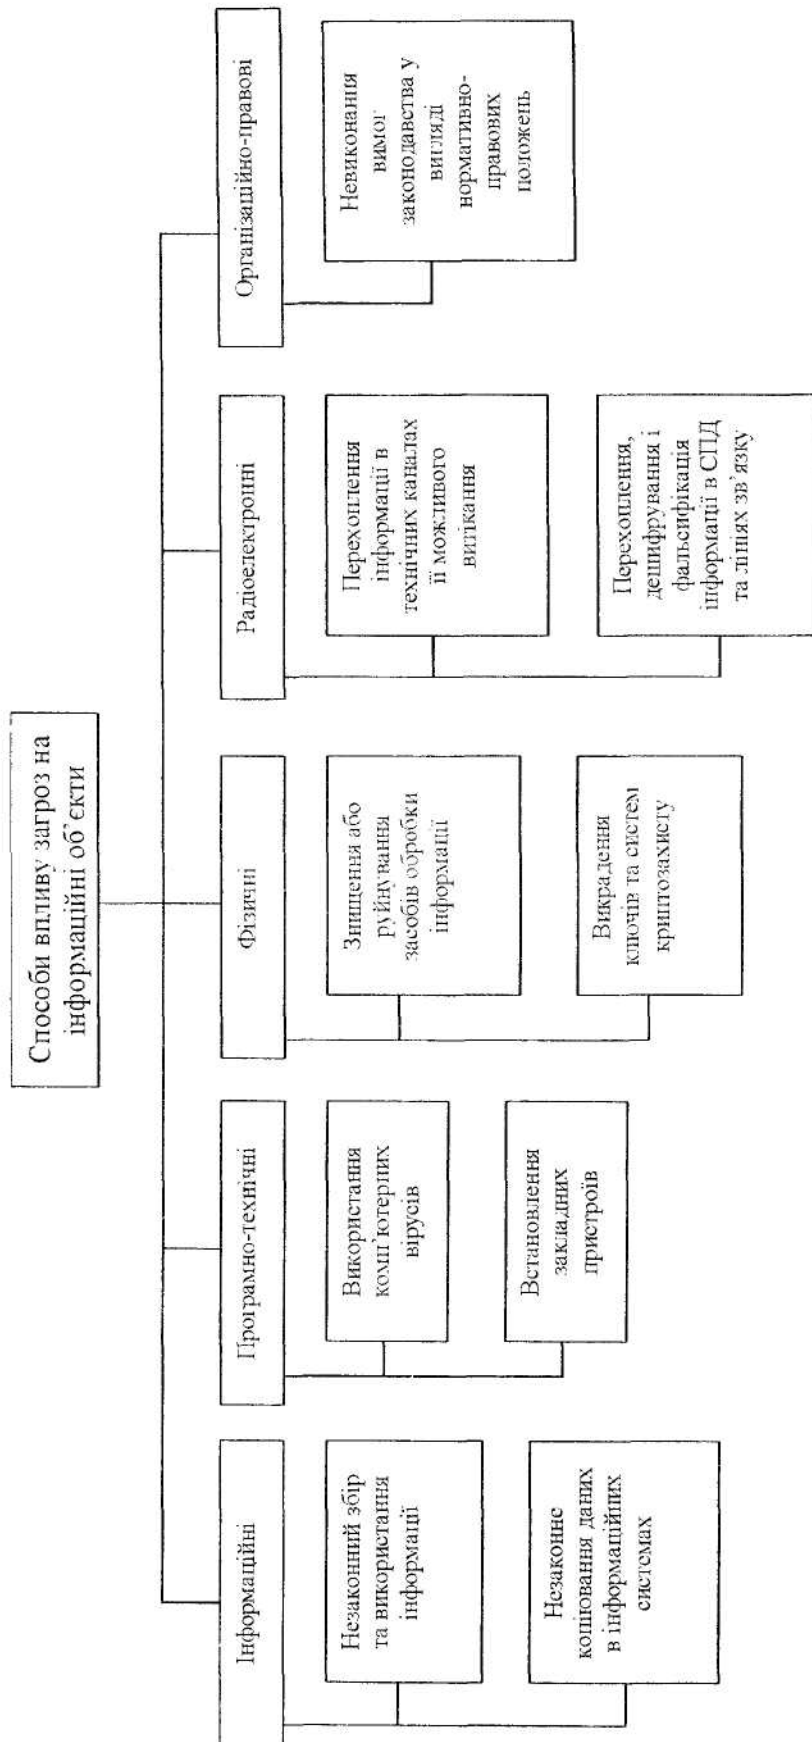 Способи впливу загроз на
інформаційні об'єкти
Інформаційні
Незаконний збір
та використання
інформації
Незаконне
копіювання даних
в інформаційних
системах
Програмно-технічні
Використання
комп'ютерних
вірусів
Встановлення
закладних
пристроїв
Фізичні
Знищення або
руйнування
засобів обробки
інформації
Викрадення
ключів та систем
криптозахисту
Радіоелектронні
Перехоплення
інформації в
технічних каналах
її можливого
витікання
Перехоплення,
дешифрування і
фальсифікація
інформації в СПД
та лініях зв'язку
Організаційно-правові
Невиконання
вимог
законодавства у
вигляді
нормативно-
правових
положень